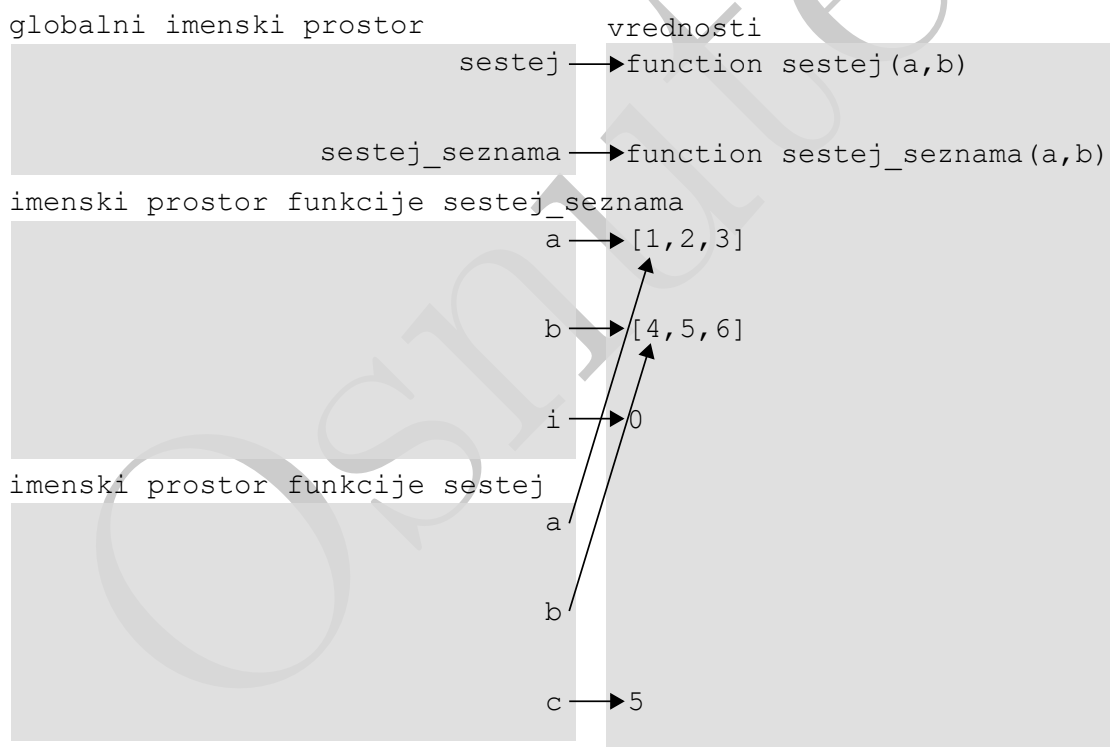 globalni imenski prostor
vrednosti
sestej
function sestej(a,b)
sestej_seznama
function sestej_seznama(a,b)
imenski prostor funkcije sestej_seznama
a
[1,2,3]
b
[4,5,6]
i
0
imenski prostor funkcije sestej
a
b
c
5
Osnute